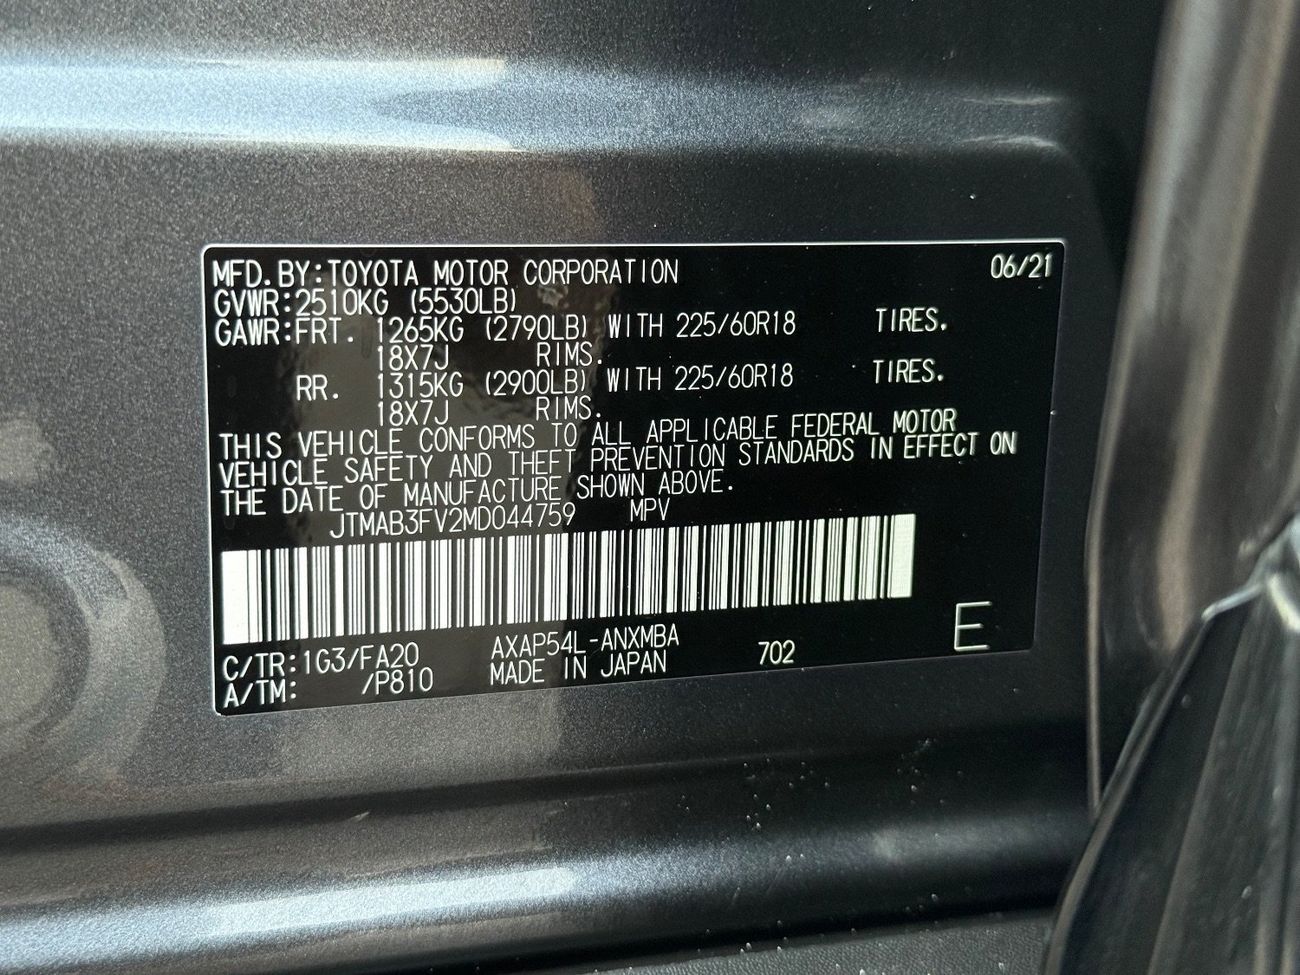 MFD.BY:TOYOTA MOTOR CORPORATION 06/21
GVWR:2510KG (5530LB)
GAWR:FRT. 1265KG (2790LB) WITH 225/60R18 TIRES.
18X7J RIMS.
RR. 1315KG (2900LB) WITH 225/60R18 TIRES.
18X7J RIMS.
THIS VEHICLE CONFORMS TO ALL APPLICABLE FEDERAL MOTOR
VEHICLE SAFETY AND THEFT PREVENTION STANDARDS IN EFFECT ON
THE DATE OF MANUFACTURE SHOWN ABOVE.
JTMAB3FV2MD044759 MPV
C/TR:1G3/FA20 AXAP54L-ANXMBA 702 E
A/TM: /P810 MADE IN JAPAN